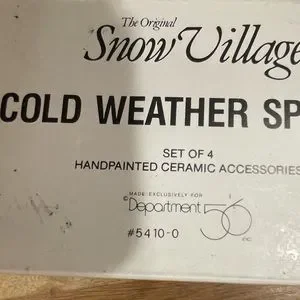 The Original
Snow Village
COLD WEATHER SP
SET OF 4
HANDPAINTED CERAMIC ACCESSORIES
MADE EXCLUSIVELY FOR
©Department 56
INC.
#5410-0